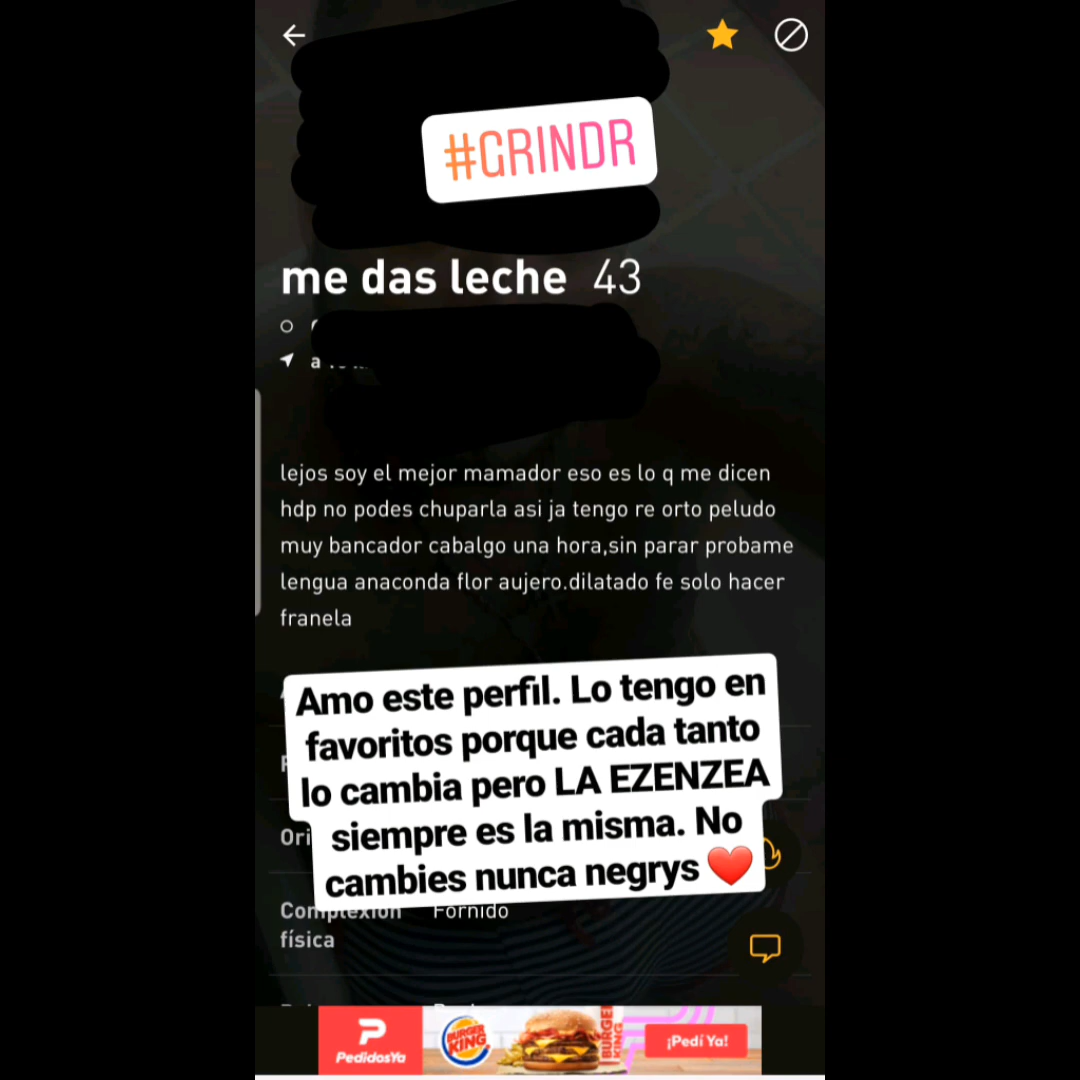 #GRINDR
me das leche 43
a
lejos soy el mejor mamador eso es lo q me dicen
hdp no podes chuparla asi ja tengo re orto peludo
muy bancador cabalgo una hora,sin parar probame
lengua anaconda flor aujero.dilatado fe solo hacer
franela
Amo este perfil. Lo tengo en
favoritos porque cada tanto
lo cambia pero LA EZENZEA
siempre es la misma. No
cambies nunca negrys ❤️
Ori
Complexión Fornido
física
PedidosYa
BURGER KING
BURGER KING
¡Pedí Ya!